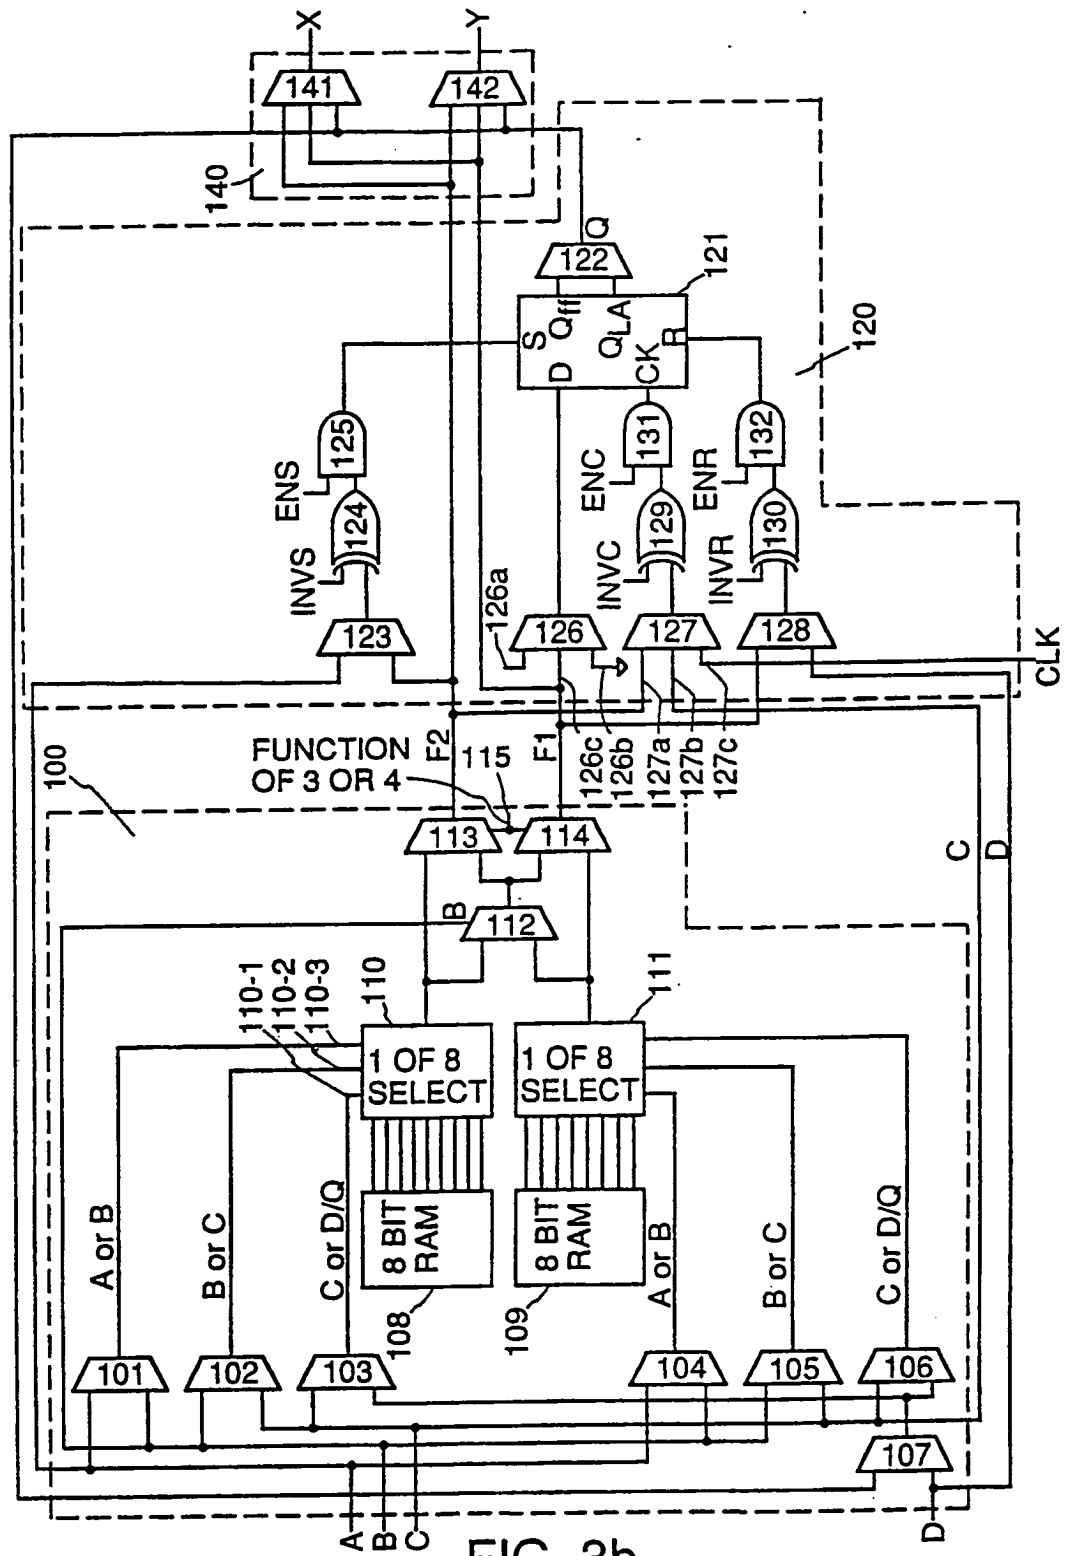 X
Y
141
142
140
Q
122
121
S
Qff
D
QLA
CK
R
120
ENS
125
INVS
124
123
ENC
131
INVC
129
ENR
132
INVR
130
126a
126
127
128
CLK
126c
126b
127a
127b
127c
FUNCTION
OF 3 OR 4
115
F2
F1
100
113
114
C
D
B
112
110-1
110-2
110-3
110
111
1 OF 8
SELECT
1 OF 8
SELECT
8 BIT
RAM
8 BIT
RAM
108
109
A or B
B or C
C or D/Q
A or B
B or C
C or D/Q
101
102
103
104
105
106
107
A
B
C
D